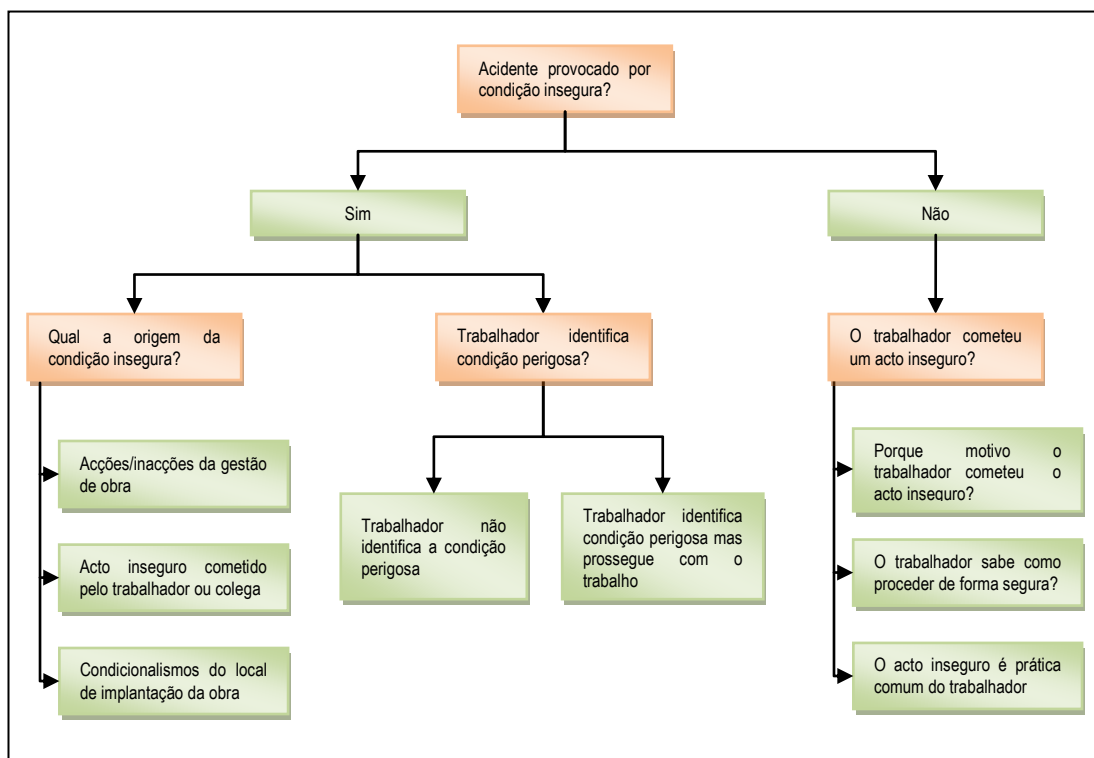 Acidente provocado por
condição insegura?
Sim
Não
Qual a origem da
condição insegura?
Trabalhador identifica
condição perigosa?
O trabalhador cometeu
um acto inseguro?
Acções/inacções da gestão
de obra
Acto inseguro cometido
pelo trabalhador ou colega
Condicionalismos do local
de implantação da obra
Trabalhador não
identifica a condição
perigosa
Trabalhador identifica
condição perigosa mas
prossegue com o
trabalho
Porque motivo o
trabalhador cometeu o
acto inseguro?
O trabalhador sabe como
proceder de forma segura?
O acto inseguro é prática
comum do trabalhador